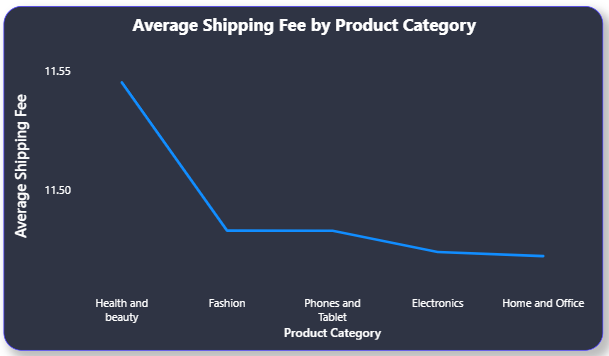 Average Shipping Fee by Product Category
Average Shipping Fee
11.55
11.50
Health and
beauty
Fashion
Phones and
Tablet
Electronics
Home and Office
Product Category